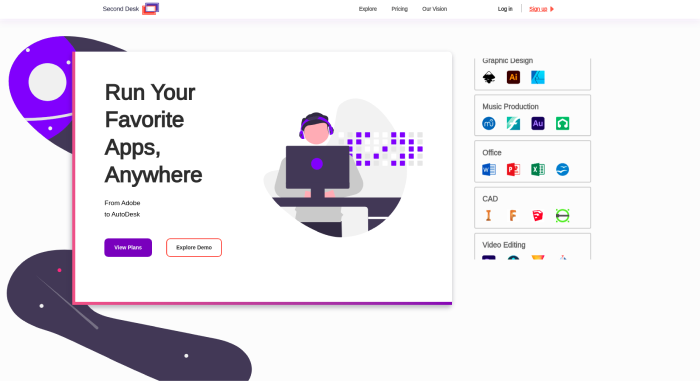 Second Desk
Explore Pricing Our Vision
Log in Sign up
Run Your
Favorite
Apps,
Anywhere
From Adobe
to AutoDesk
View Plans Explore Demo
Graphic Design
Ai
Music Production
Au
Office
CAD
Video Editing